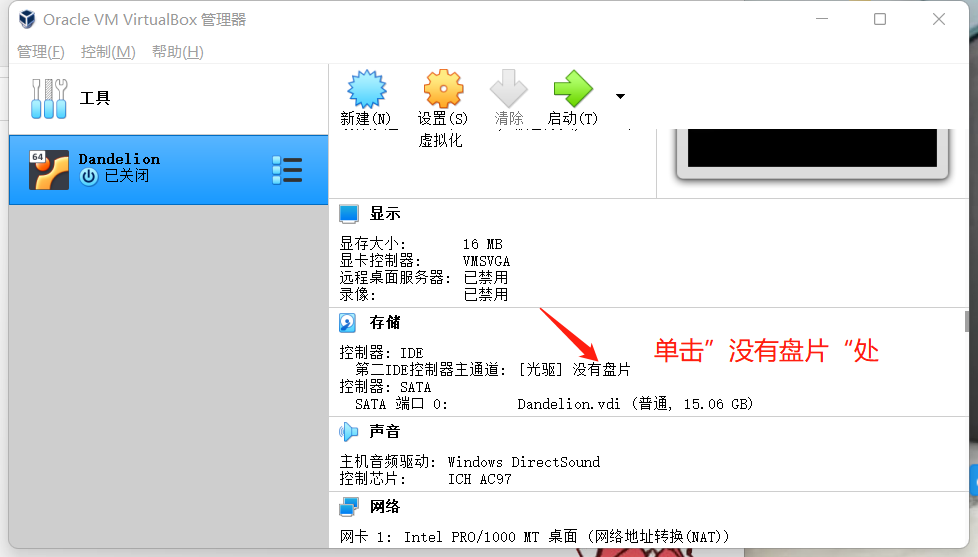 Oracle VM VirtualBox 管理器
管理(F) 控制(M) 帮助(H)
工具
新建(N) 设置(S) 清除 启动(T)
64
Dandelion
已关闭
虚拟化
显示
显存大小: 16 MB
显卡控制器: VMSVGA
远程桌面服务器: 已禁用
录像: 已禁用
存储
控制器: IDE
第二IDE控制器主通道: [光驱] 没有盘片
控制器: SATA
SATA 端口 0: Dandelion.vdi (普通, 15.06 GB)
单击”没有盘片“处
声音
主机音频驱动: Windows DirectSound
控制芯片: ICH AC97
网络
网卡 1: Intel PRO/1000 MT 桌面 (网络地址转换(NAT))